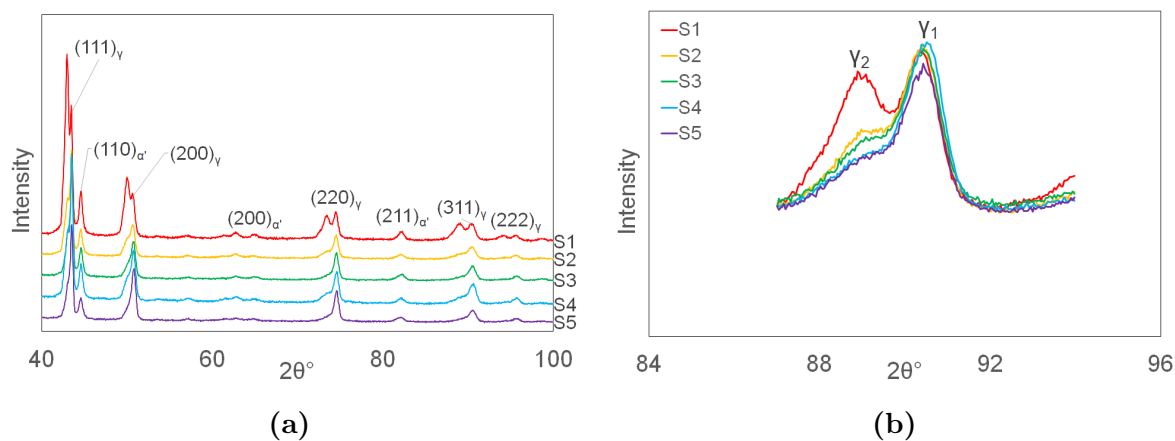 (111)γ
(110)α'
(200)γ
(200)α'
(220)γ
(211)α'
(311)γ
(222)γ
S1
S2
S3
S4
S5
Intensity
40 60 80 100
2θ°
(a)
S1
S2
S3
S4
S5
γ2
γ1
Intensity
84 88 92 96
2θ°
(b)